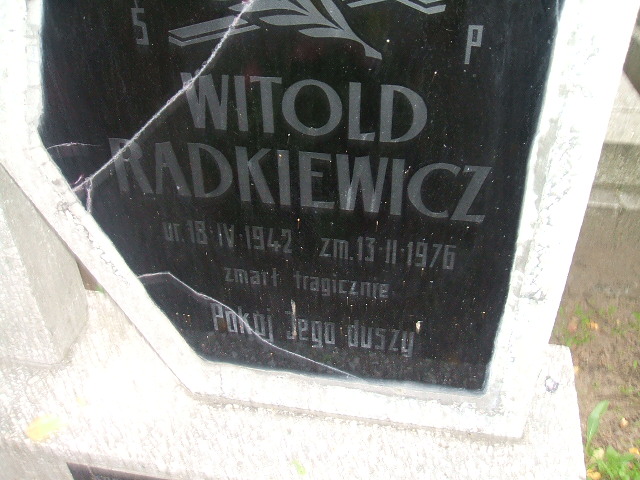 Ś P
WITOLD
RADKIEWICZ
ur. 18·IV·1942 zm. 13·II·1976
zmarł tragicznie
Pokój Jego duszy